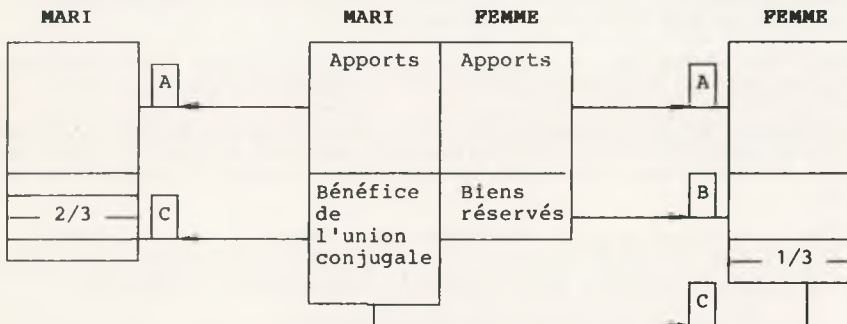 MARI MARI FEMME FEMME
Apports Apports
A A
Bénéfice Biens B
de réservés
2/3 C
l'union
conjugale
1/3
C